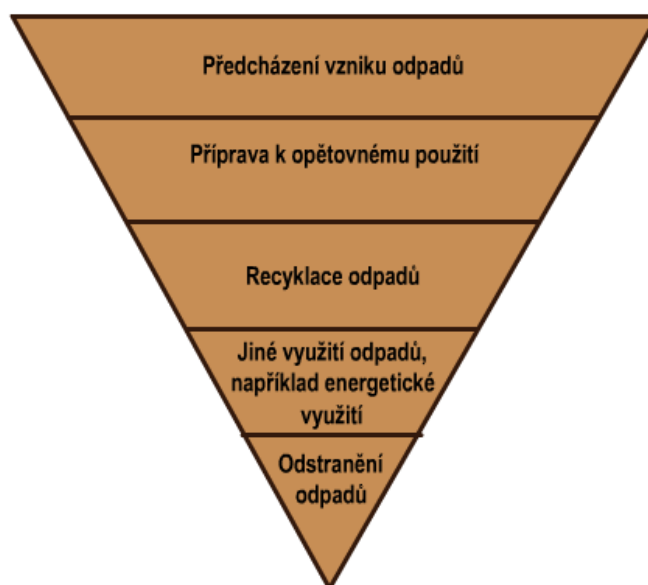 Předcházení vzniku odpadů
Příprava k opětovnému použití
Recyklace odpadů
Jiné využití odpadů,
například energetické
využití
Odstranění
odpadů